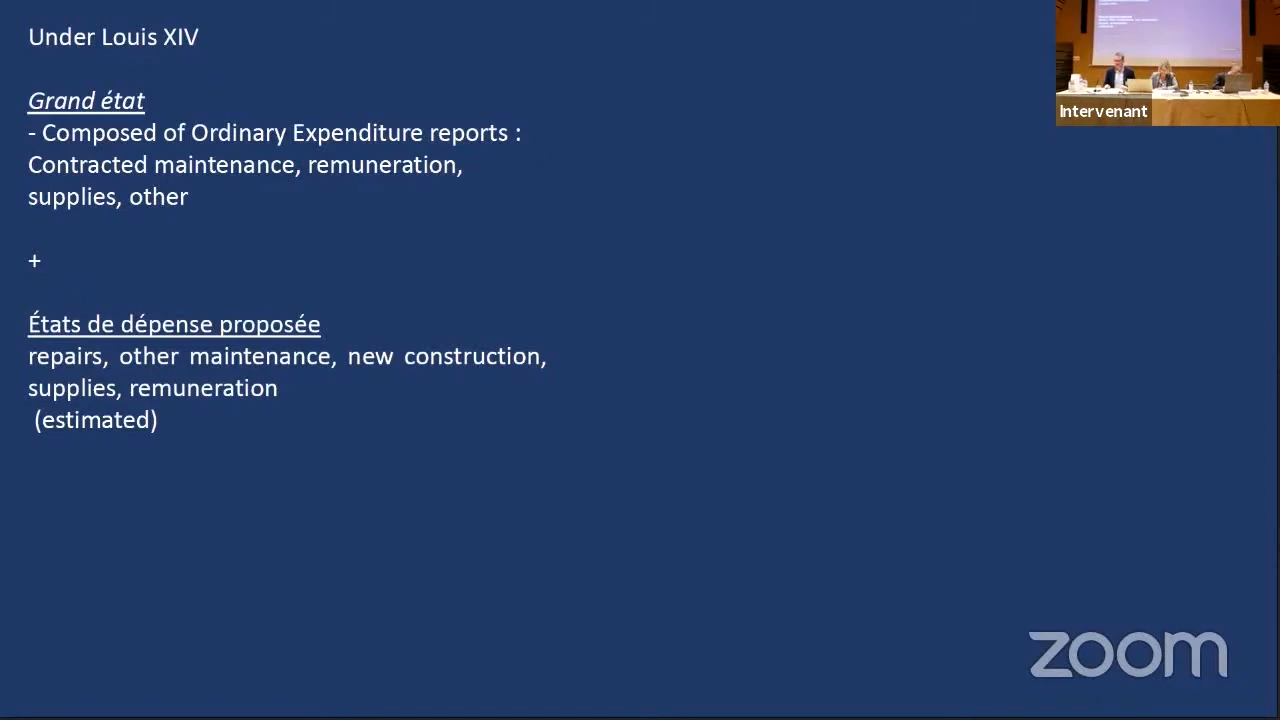 Under Louis XIV
Grand état
- Composed of Ordinary Expenditure reports :
Contracted maintenance, remuneration,
supplies, other
+
États de dépense proposée
repairs, other maintenance, new construction,
supplies, remuneration
(estimated)
Intervenant
zoom